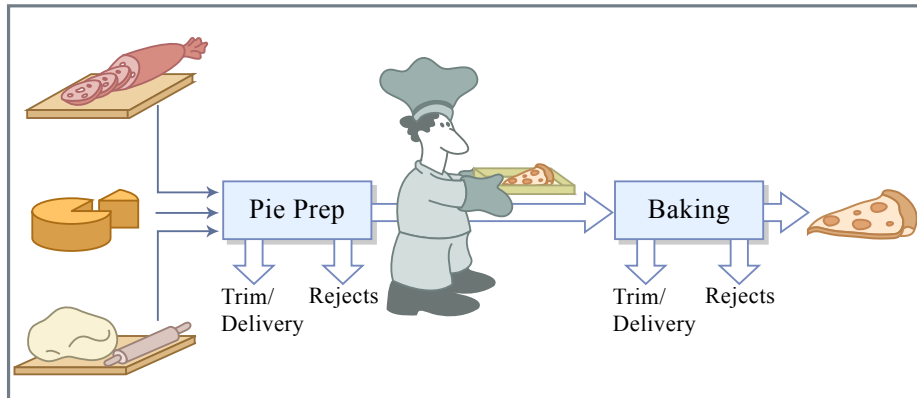 Pie Prep
Baking
Trim/
Delivery
Rejects
Trim/
Delivery
Rejects